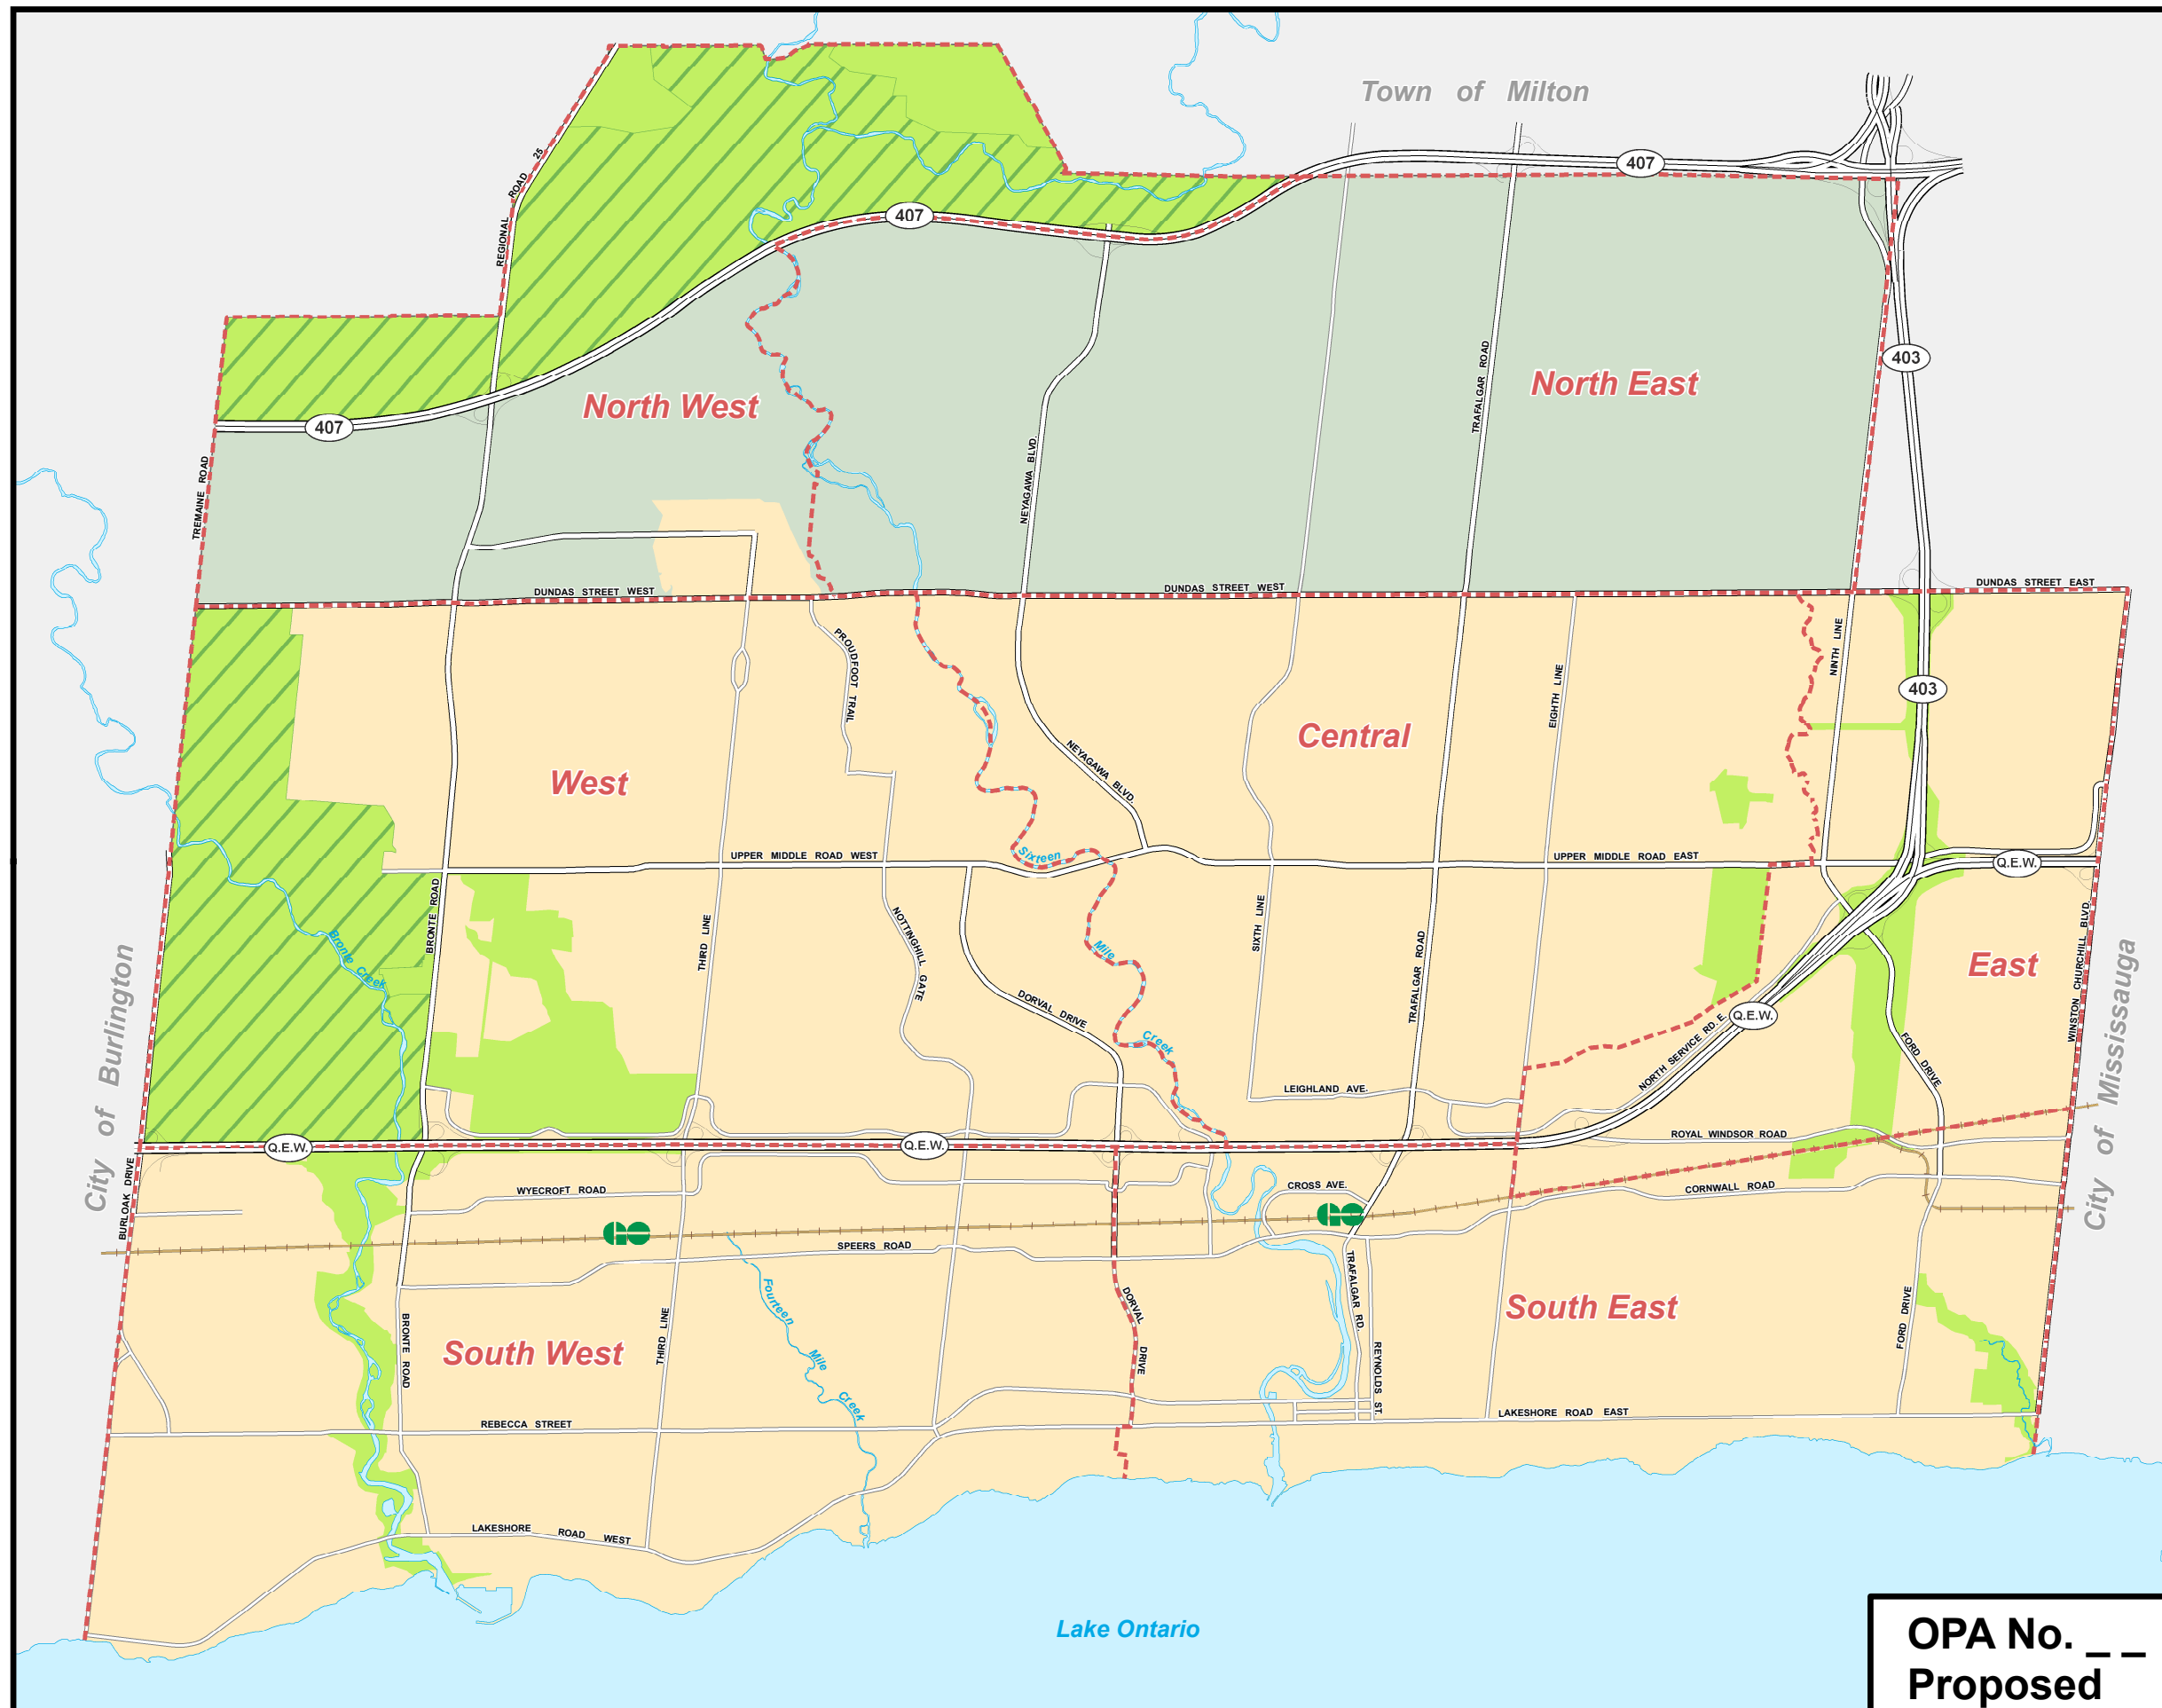 Town of Milton
REGIONAL ROAD 25
407
407
403
North East
North West
TRAFALGAR ROAD
407
NEYAGAWA BLVD.
TREMAINE ROAD
DUNDAS STREET WEST
DUNDAS STREET WEST
DUNDAS STREET EAST
PROUDFOOT TRAIL
NINTH LINE
EIGHTH LINE
403
Central
West
NEYAGAWA BLVD.
Sixteen
UPPER MIDDLE ROAD WEST
UPPER MIDDLE ROAD EAST
Q.E.W.
BRONTE ROAD
THIRD LINE
NOTTINGHILL GATE
SIXTH LINE
TRAFALGAR ROAD
WINSTON CHURCHILL BLVD.
Bronte Creek
Mile
East
City of Burlington
City of Mississauga
DORVAL DRIVE
Creek
Q.E.W.
NORTH SERVICE RD. E.
FORD DRIVE
LEIGHLAND AVE.
ROYAL WINDSOR ROAD
Q.E.W.
Q.E.W.
BURLOAK DRIVE
WYECROFT ROAD
CROSS AVE.
CORNWALL ROAD
GO
GO
SPEERS ROAD
TRAFALGAR RD.
Fourteen
DORVAL DRIVE
South East
FORD DRIVE
BRONTE ROAD
THIRD LINE
South West
Mile
REYNOLDS ST.
Creek
REBECCA STREET
LAKESHORE ROAD EAST
LAKESHORE ROAD WEST
Lake Ontario
OPA No. _ _
Proposed